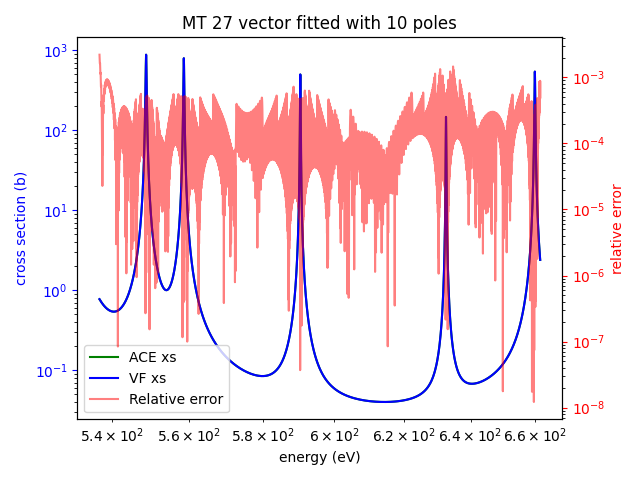 MT 27 vector fitted with 10 poles
10³
10²
10¹
10⁰
10⁻¹
cross section (b)
10⁻³
10⁻⁴
10⁻⁵
10⁻⁶
10⁻⁷
10⁻⁸
relative error
ACE xs
VF xs
Relative error
5.4 × 10² 5.6 × 10² 5.8 × 10² 6 × 10² 6.2 × 10² 6.4 × 10² 6.6 × 10²
energy (eV)